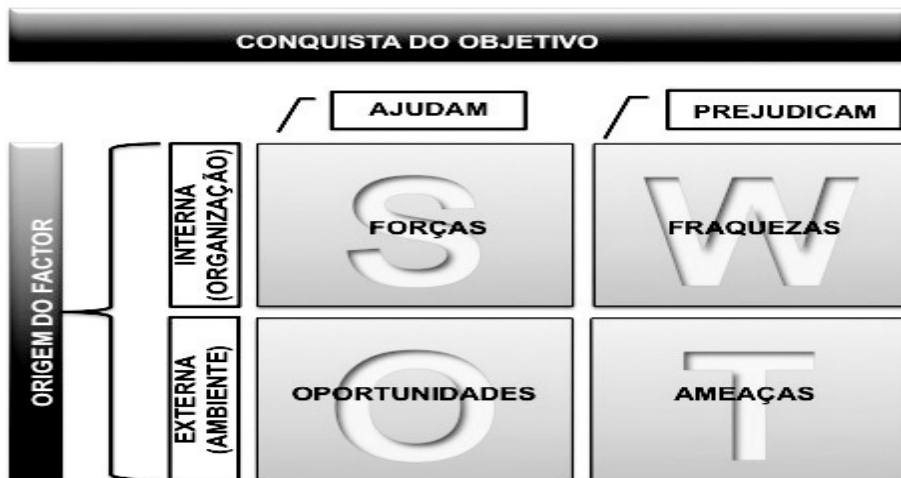 CONQUISTA DO OBJETIVO
AJUDAM
PREJUDICAM
ORIGEM DO FACTOR
INTERNA
(ORGANIZAÇÃO)
S
FORÇAS
W
FRAQUEZAS
EXTERNA
(AMBIENTE)
O
OPORTUNIDADES
T
AMEAÇAS